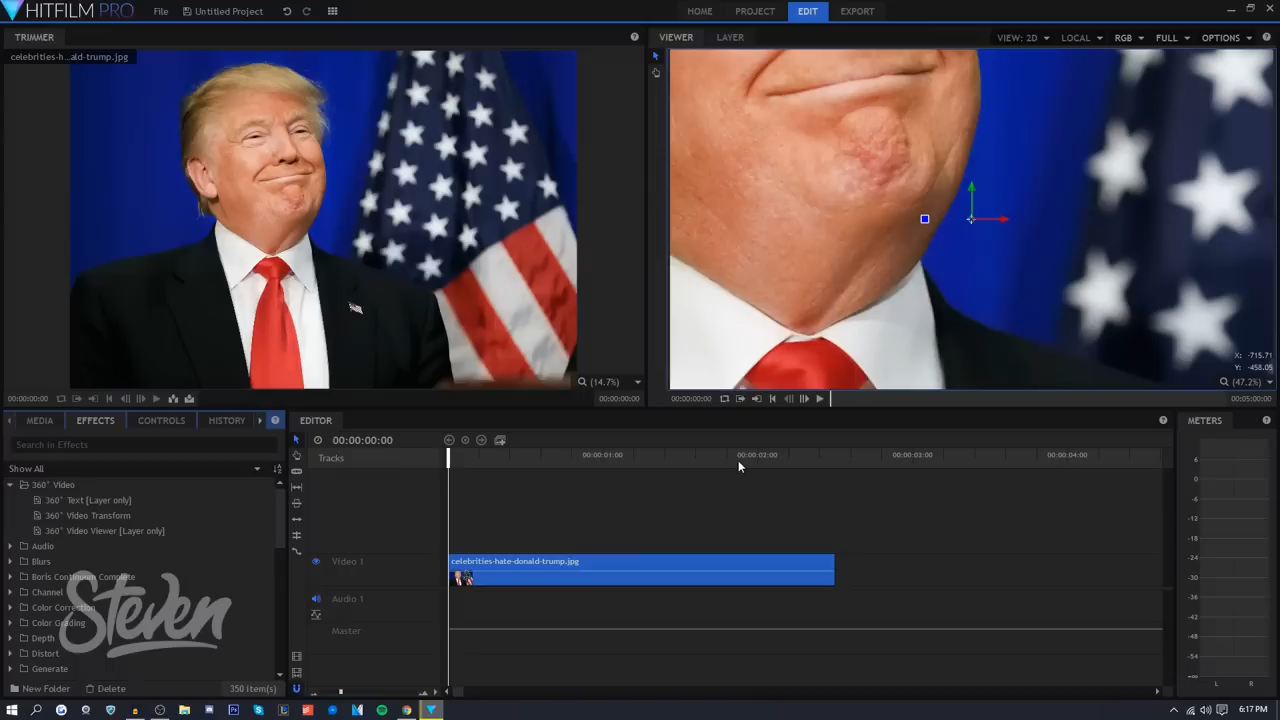 HITFILM PRO File Untitled Project HOME PROJECT EDIT EXPORT
TRIMMER
VIEWER LAYER VIEW: 2D LOCAL RGB FULL OPTIONS
celebrities-h...ald-trump.jpg
X: -715.71
Y: -458.05
(14.7%)
(47.2%)
00:00:00:00 00:00:00:00
00:00:00:00 00:05:00:00
MEDIA EFFECTS CONTROLS HISTORY
EDITOR
METERS
Search in Effects
00:00:00:00
Show All
Tracks
00:00:01:00 00:00:02:00 00:00:03:00 00:00:04:00
360° Video
360° Text [Layer only]
360° Video Transform
360° Video Viewer [Layer only]
Audio
Blurs
Boris Continuum Complete
Channel
Color Correction
Color Grading
Depth
Distort
Generate
Steven
New Folder Delete 350 item(s)
Video 1
celebrities-hate-donald-trump.jpg
Audio 1
Master
6
0
-6
-12
-18
-24
-30
-36
-42
-48
-54
-∞
L R
6:17 PM